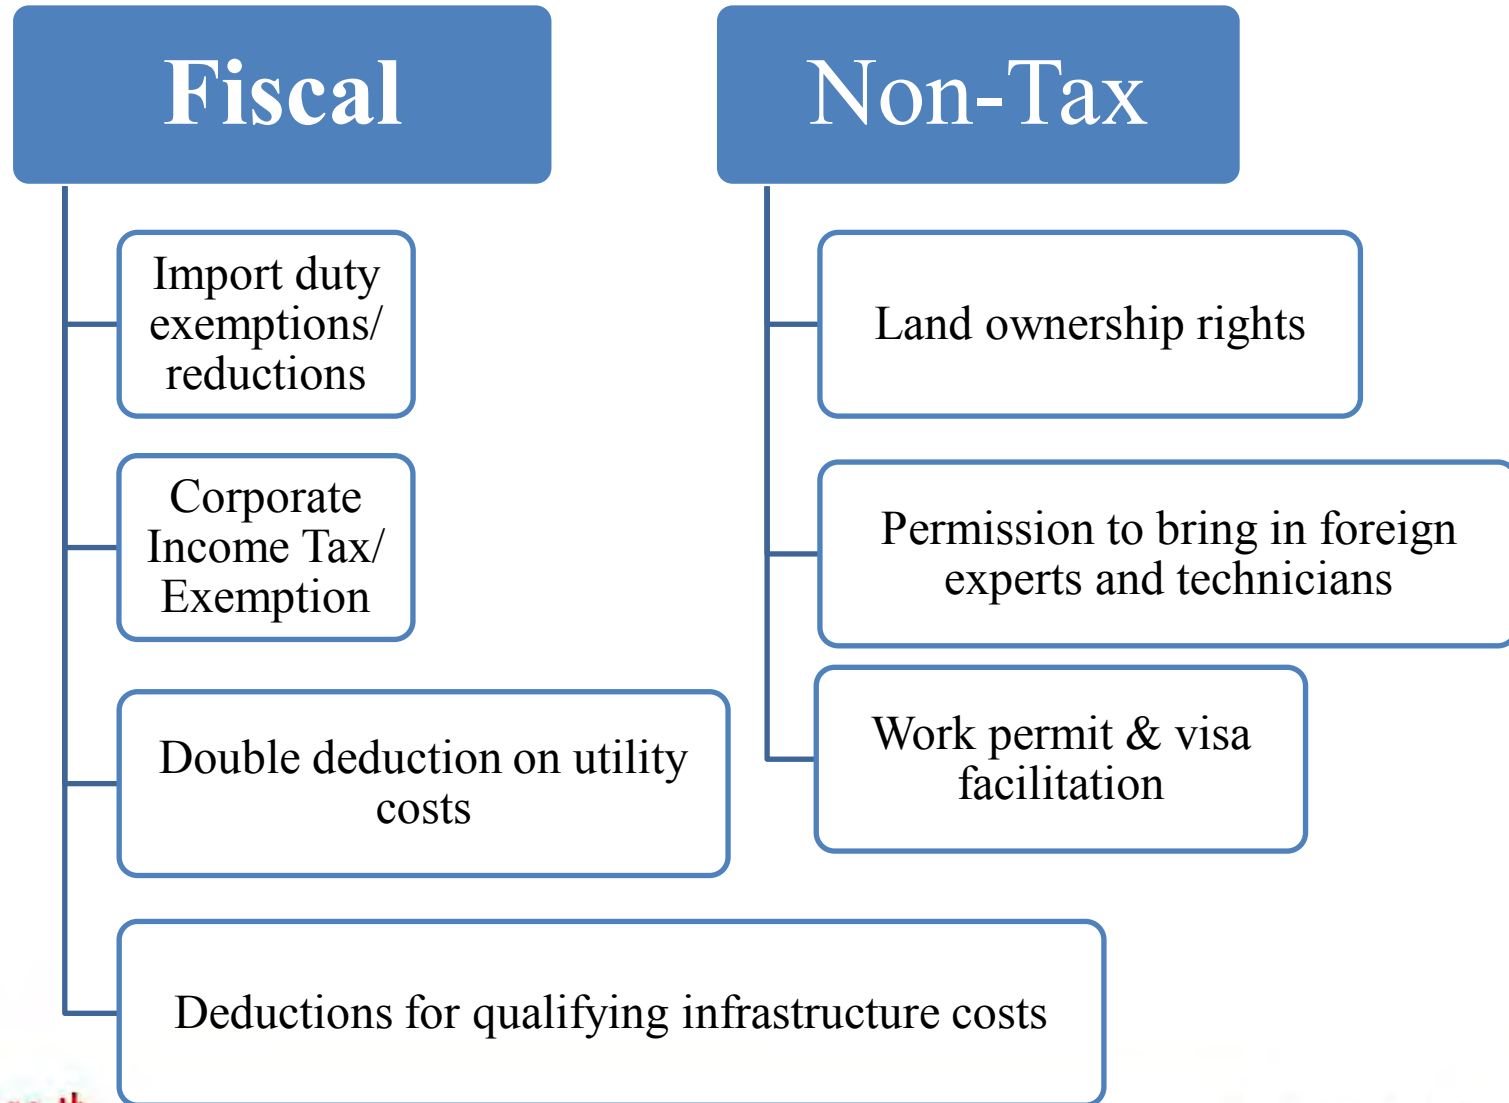 Fiscal
Import duty
exemptions/
reductions
Corporate
Income Tax/
Exemption
Double deduction on utility
costs
Deductions for qualifying infrastructure costs
Non-Tax
Land ownership rights
Permission to bring in foreign
experts and technicians
Work permit & visa
facilitation